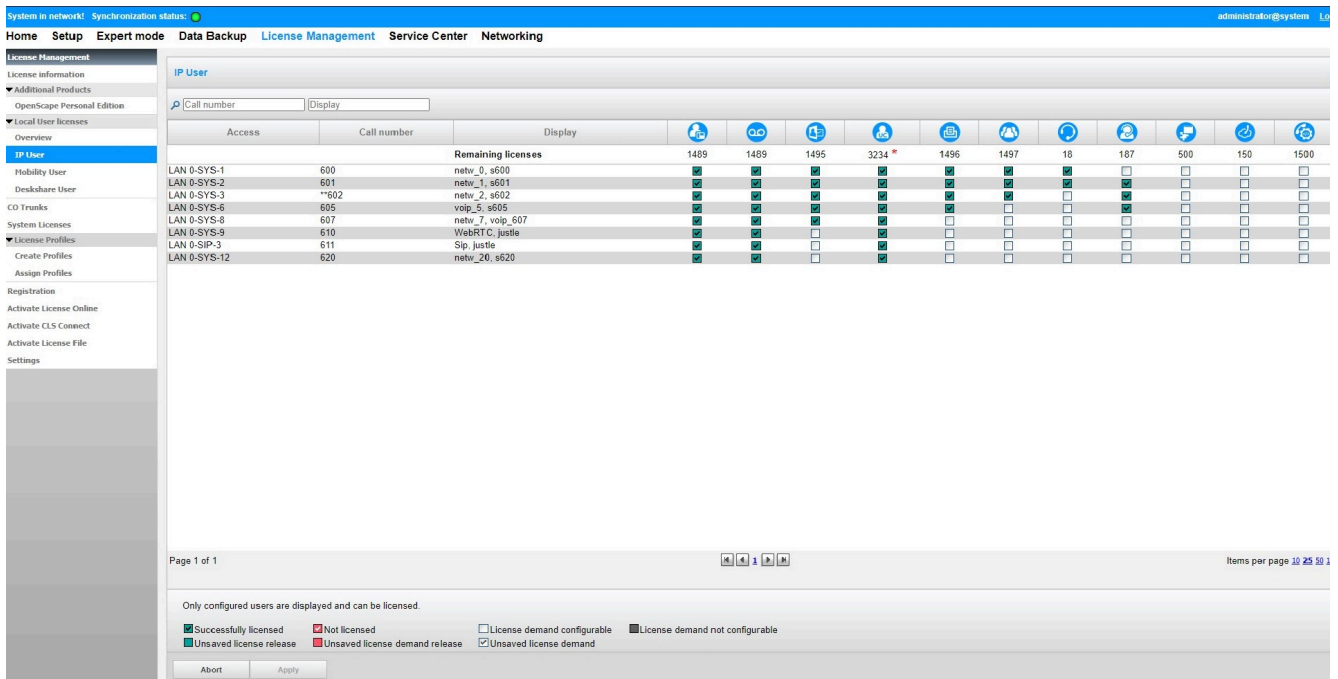 System in network! Synchronization status:
administrator@system Lo
Home Setup Expert mode Data Backup License Management Service Center Networking
License Management
License information
Additional Products
OpenScape Personal Edition
Local User licenses
Overview
IP User
Mobility User
Deskshare User
CO Trunks
System Licenses
License Profiles
Create Profiles
Assign Profiles
Registration
Activate License Online
Activate CLS Connect
Activate License File
Settings
IP User
Call number Display
Access Call number Display
Remaining licenses 1489 1489 1495 3234 * 1496 1497 18 187 500 150 1500
LAN 0-SYS-1 600 netw_0, s600
LAN 0-SYS-2 601 netw_1, s601
LAN 0-SYS-3 **602 netw_2, s602
LAN 0-SYS-6 605 voip_5, s605
LAN 0-SYS-8 607 netw_7, voip_607
LAN 0-SYS-9 610 WebRTC, justle
LAN 0-SIP-3 611 Sip, justle
LAN 0-SYS-12 620 netw_20, s620
Page 1 of 1
1
Items per page 10 25 50 1
Only configured users are displayed and can be licensed.
Successfully licensed Not licensed License demand configurable License demand not configurable
Unsaved license release Unsaved license demand release Unsaved license demand
Abort Apply